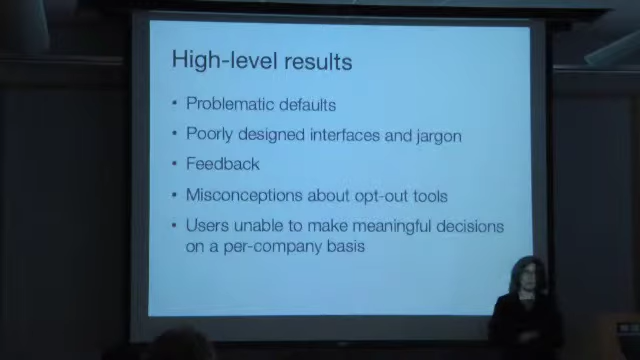 High-level results
• Problematic defaults
• Poorly designed interfaces and jargon
• Feedback
• Misconceptions about opt-out tools
• Users unable to make meaningful decisions
on a per-company basis